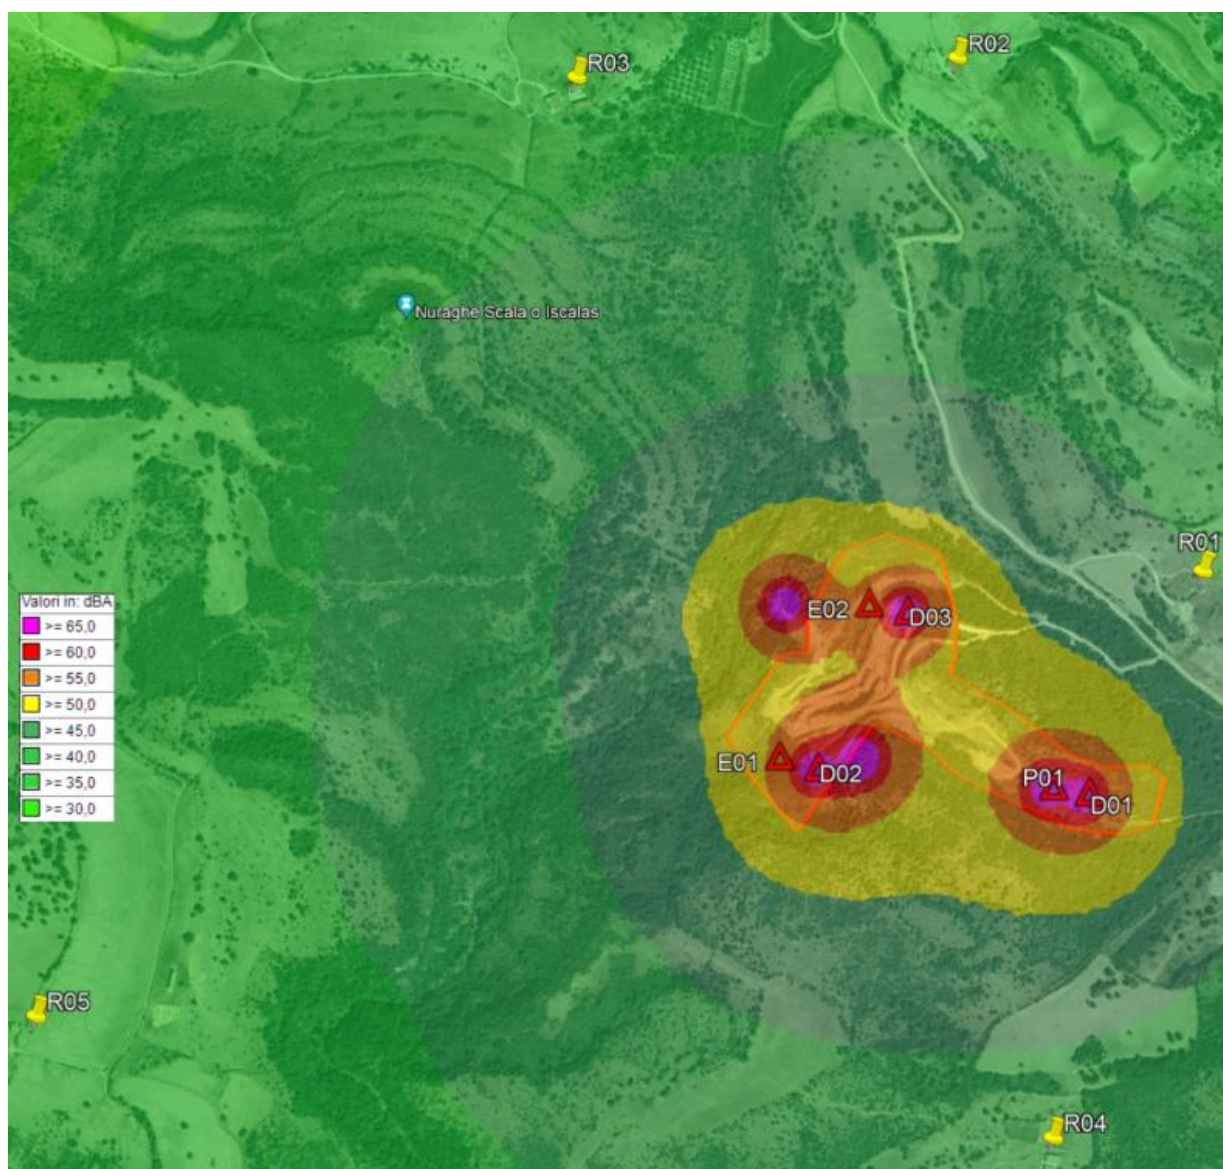 R02
R03
Nuraghe Scala o Iscalas
R01
E02
D03
Valori in: dBA
>= 65,0
>= 60,0
>= 55,0
>= 50,0
>= 45,0
>= 40,0
>= 35,0
>= 30,0
E01
D02
P01
D01
R05
R04